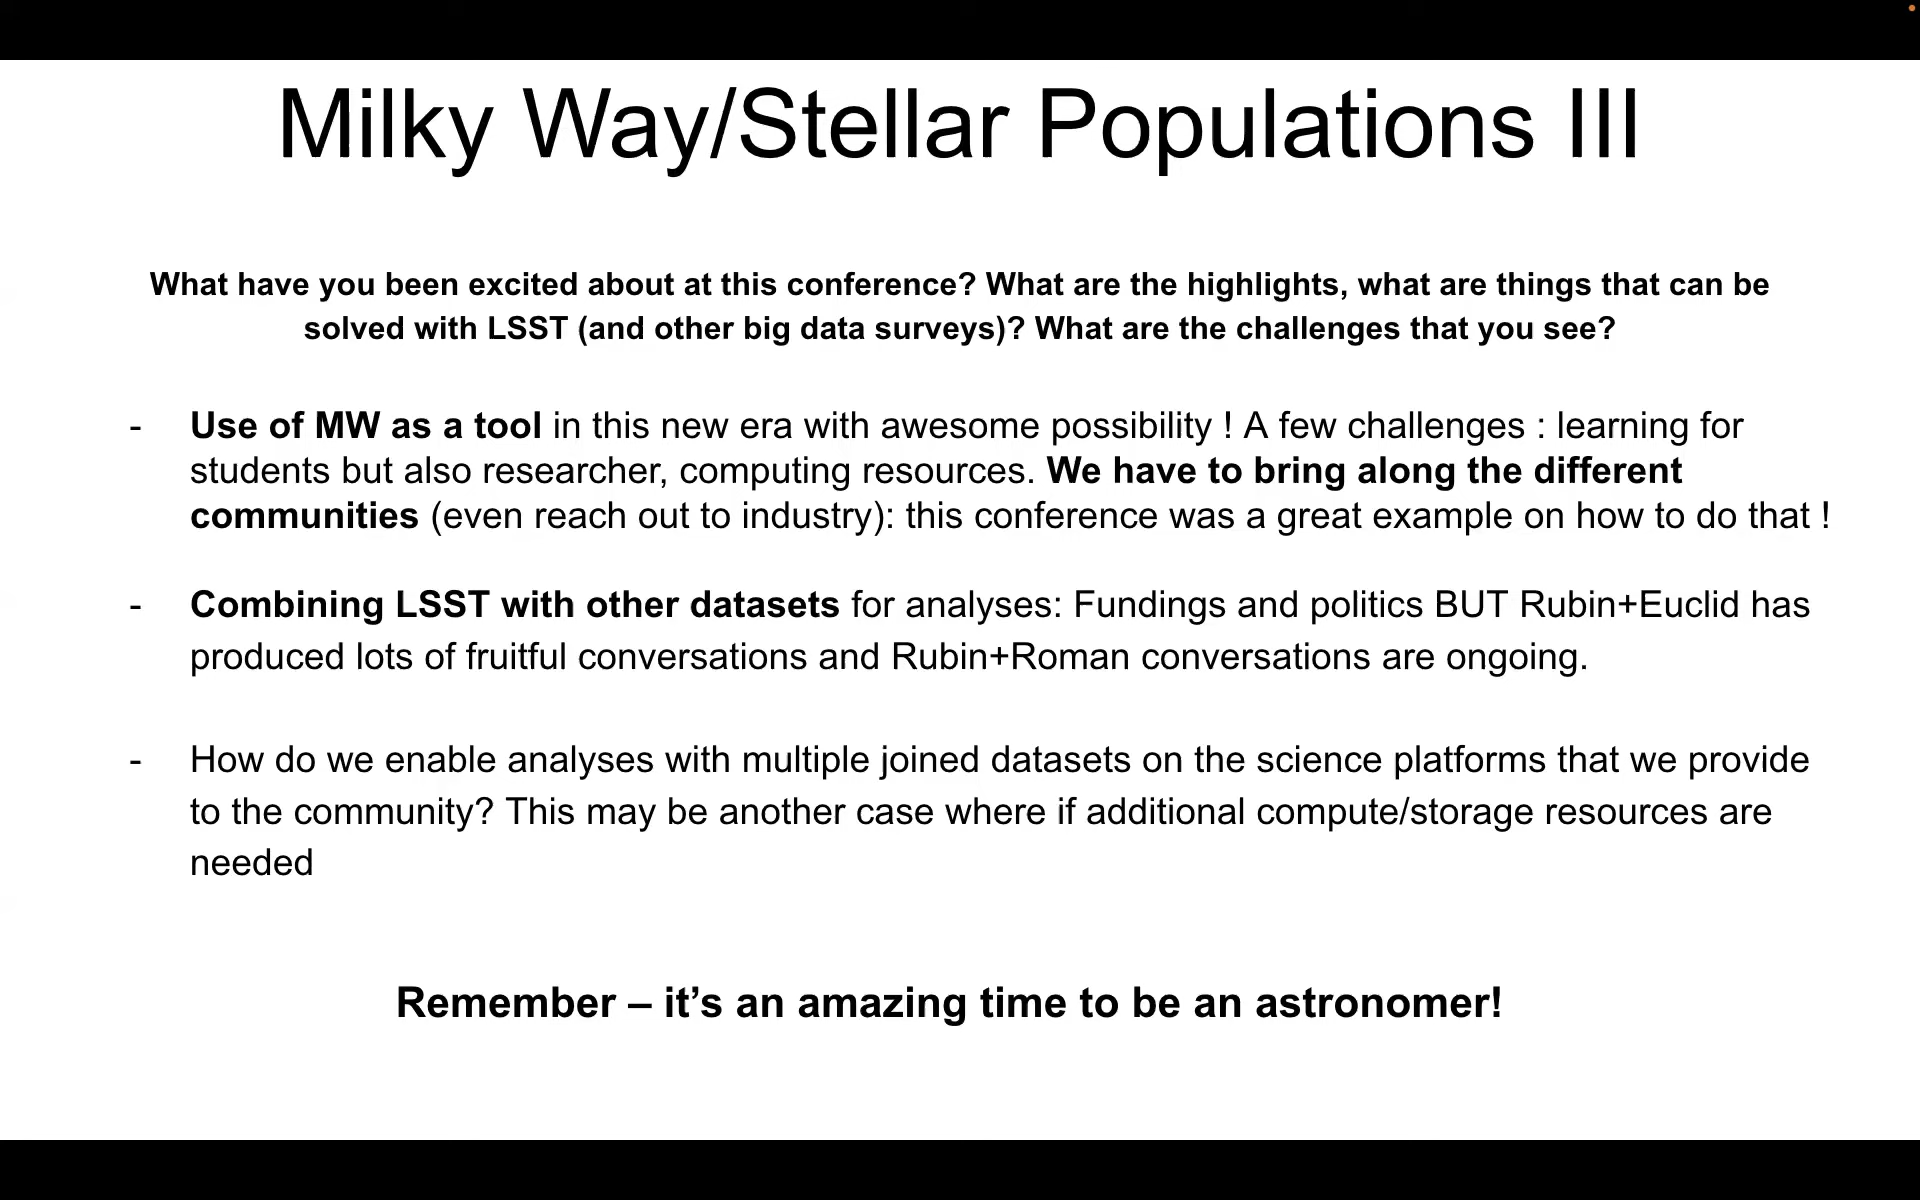 Milky Way/Stellar Populations III
What have you been excited about at this conference? What are the highlights, what are things that can be
solved with LSST (and other big data surveys)? What are the challenges that you see?
- Use of MW as a tool in this new era with awesome possibility ! A few challenges : learning for
students but also researcher, computing resources. We have to bring along the different
communities (even reach out to industry): this conference was a great example on how to do that !
- Combining LSST with other datasets for analyses: Fundings and politics BUT Rubin+Euclid has
produced lots of fruitful conversations and Rubin+Roman conversations are ongoing.
- How do we enable analyses with multiple joined datasets on the science platforms that we provide
to the community? This may be another case where if additional compute/storage resources are
needed
Remember – it’s an amazing time to be an astronomer!